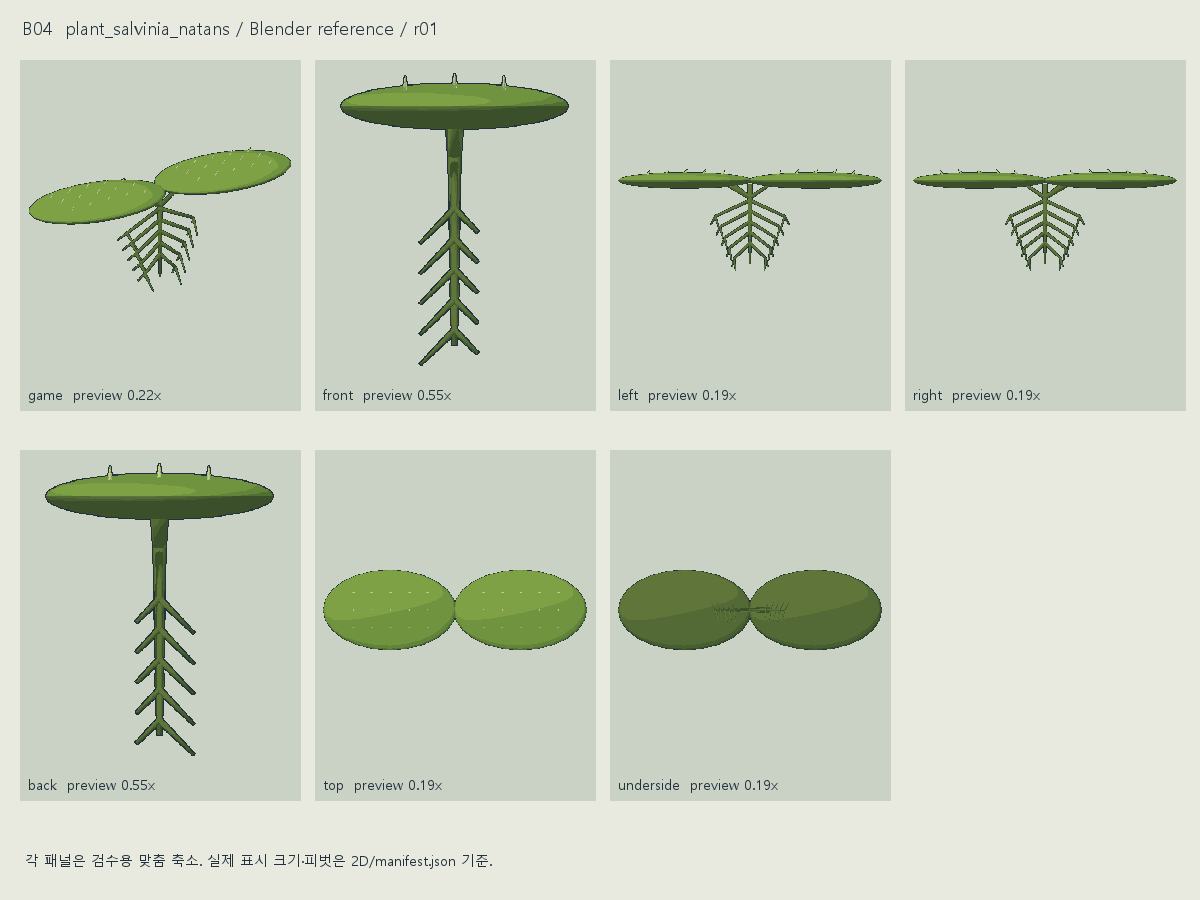 B04 plant_salvinia_natans / Blender reference / r01
game preview 0.22x
front preview 0.55x
left preview 0.19x
right preview 0.19x
back preview 0.55x
top preview 0.19x
underside preview 0.19x
각 패널은 검수용 맞춤 축소. 실제 표시 크기·피벗은 2D/manifest.json 기준.